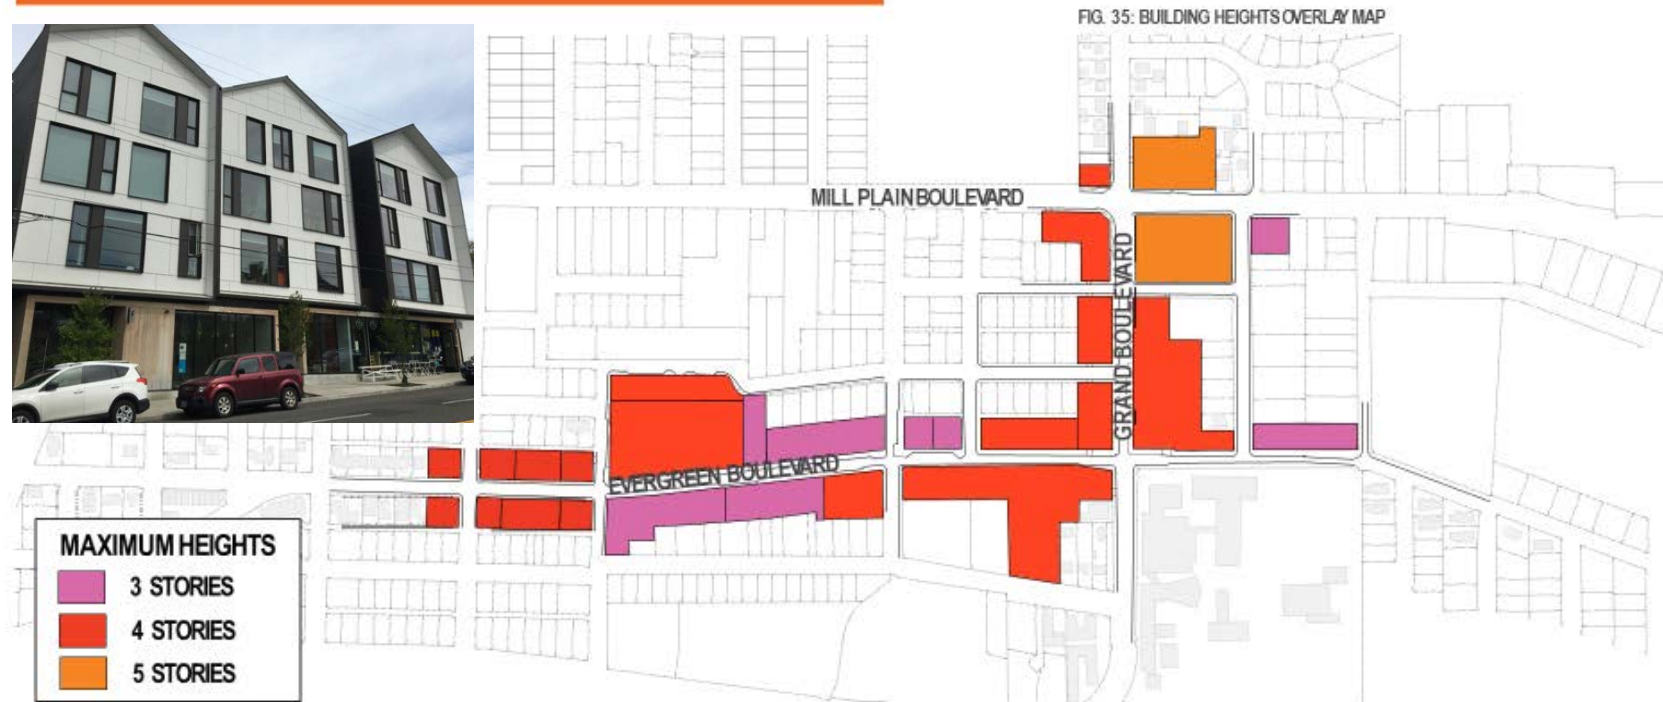 FIG. 35: BUILDING HEIGHTS OVERLAY MAP
MILL PLAIN BOULEVARD
GRAND BOULEVARD
EVERGREEN BOULEVARD
MAXIMUM HEIGHTS
3 STORIES
4 STORIES
5 STORIES